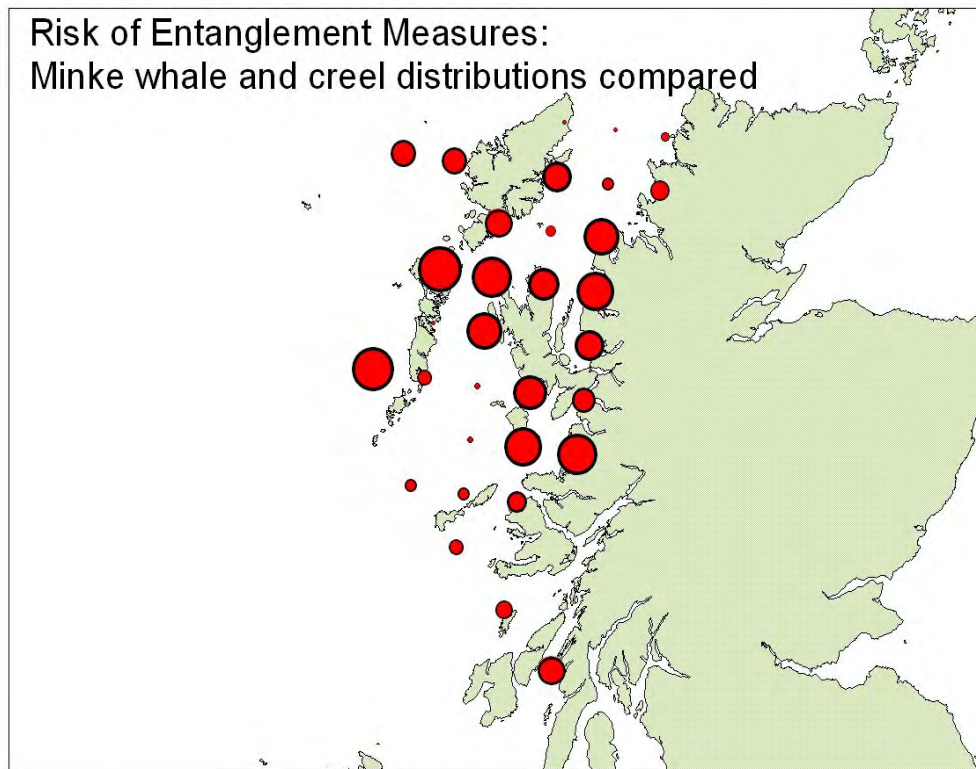 Risk of Entanglement Measures:
Minke whale and creel distributions compared